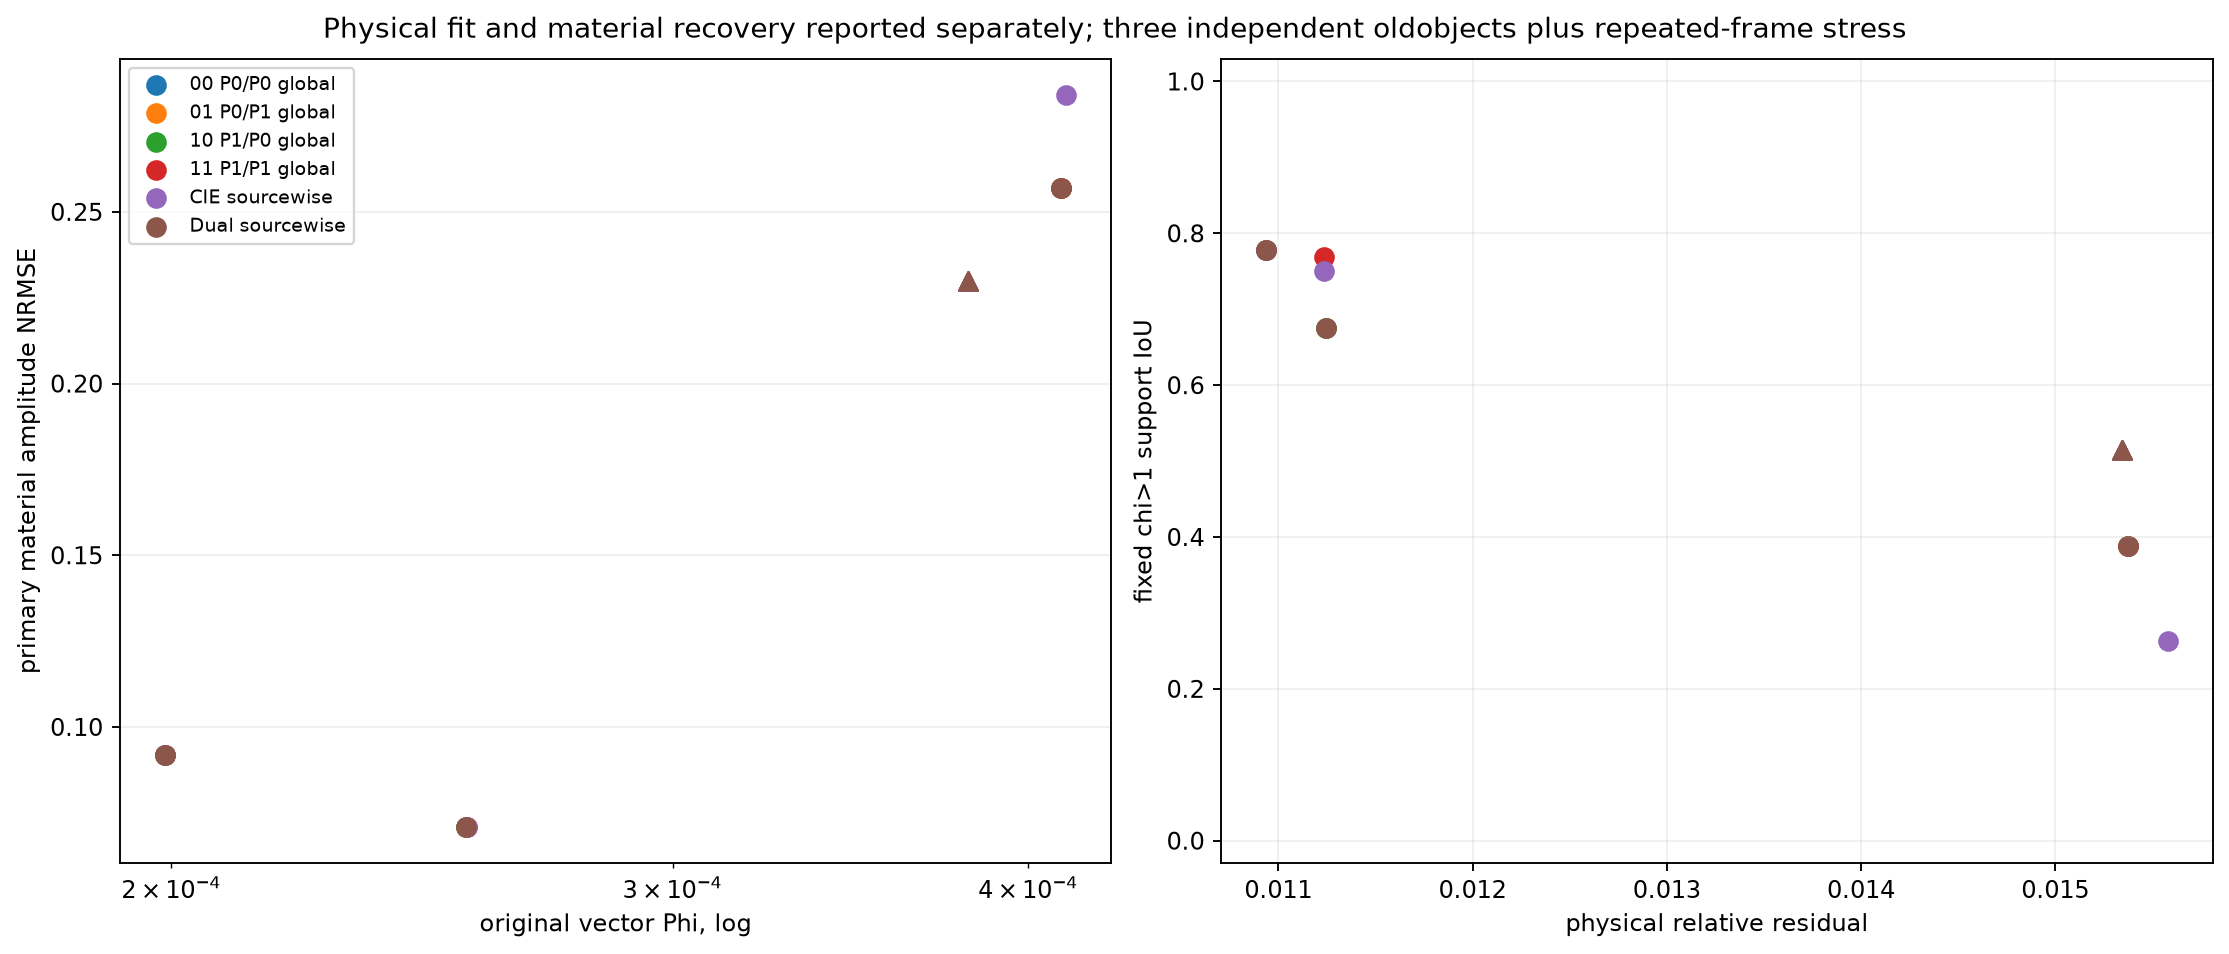 Physical fit and material recovery reported separately; three independent oldobjects plus repeated-frame stress
00 P0/P0 global
01 P0/P1 global
10 P1/P0 global
11 P1/P1 global
CIE sourcewise
Dual sourcewise
primary material amplitude NRMSE
0.25
0.20
0.15
0.10
2 × 10⁻⁴
3 × 10⁻⁴
4 × 10⁻⁴
original vector Phi, log
fixed chi>1 support IoU
1.0
0.8
0.6
0.4
0.2
0.0
0.011
0.012
0.013
0.014
0.015
physical relative residual